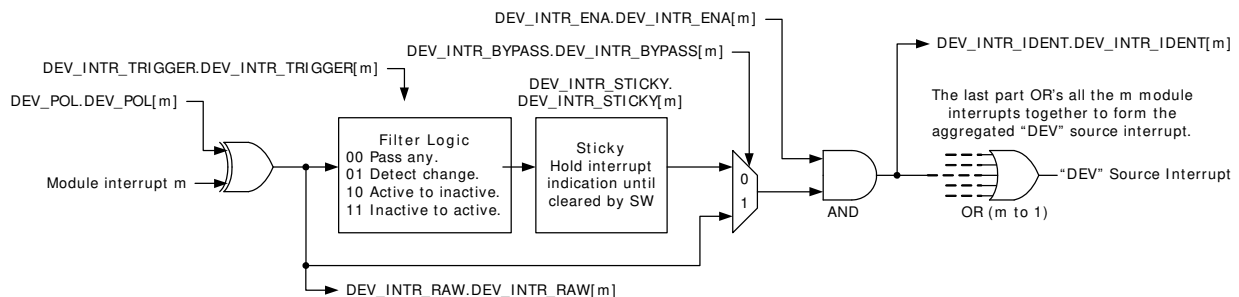 DEV_INTR_ENA.DEV_INTR_ENA[m]
DEV_INTR_BYPASS.DEV_INTR_BYPASS[m]
DEV_INTR_IDENT.DEV_INTR_IDENT[m]
DEV_INTR_TRIGGER.DEV_INTR_TRIGGER[m]
DEV_INTR_STICKY.
DEV_INTR_STICKY[m]
DEV_POL.DEV_POL[m]
The last part OR's all the m module
interrupts together to form the
aggregated “DEV” source interrupt.
Filter Logic
00 Pass any.
01 Detect change.
10 Active to inactive.
11 Inactive to active.
Sticky
Hold interrupt
indication until
cleared by SW
0
1
Module interrupt m
“DEV” Source Interrupt
AND
OR (m to 1)
DEV_INTR_RAW.DEV_INTR_RAW[m]